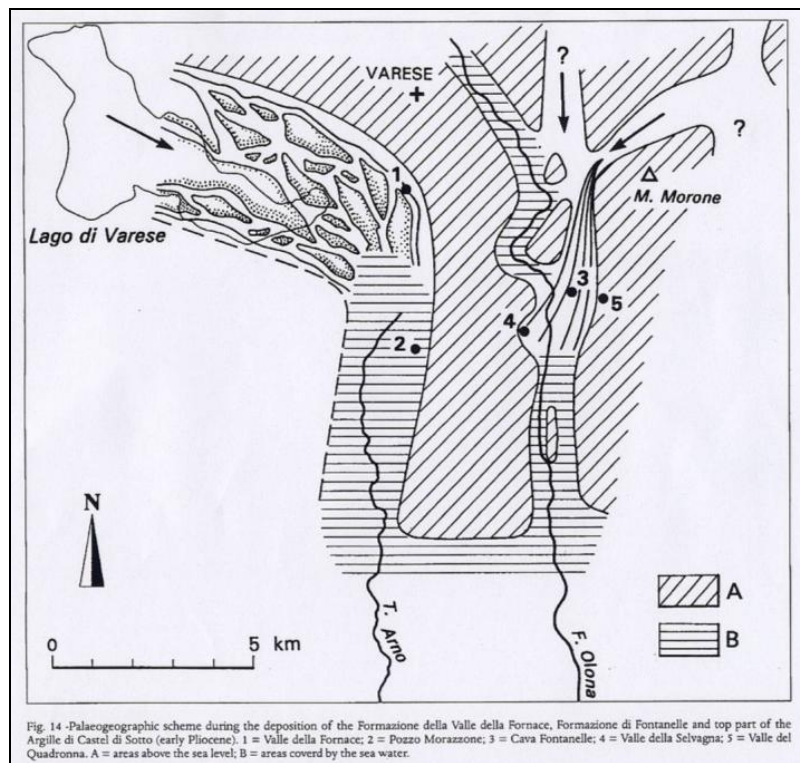 ?
VARESE
?
1
M. Morone
Lago di Varese
3
5
4
2
N
A
B
0 5 km
T. Arno
F. Olona
Fig. 14 -Palaeogeographic scheme during the deposition of the Formazione della Valle della Fornace, Formazione di Fontanelle and top part of the
Argille di Castel di Sotto (early Pliocene). 1 = Valle della Fornace; 2 = Pozzo Morazzone; 3 = Cava Fontanelle; 4 = Valle della Selvagna; 5 = Valle del
Quadronna. A = areas above the sea level; B = areas coverd by the sea water.